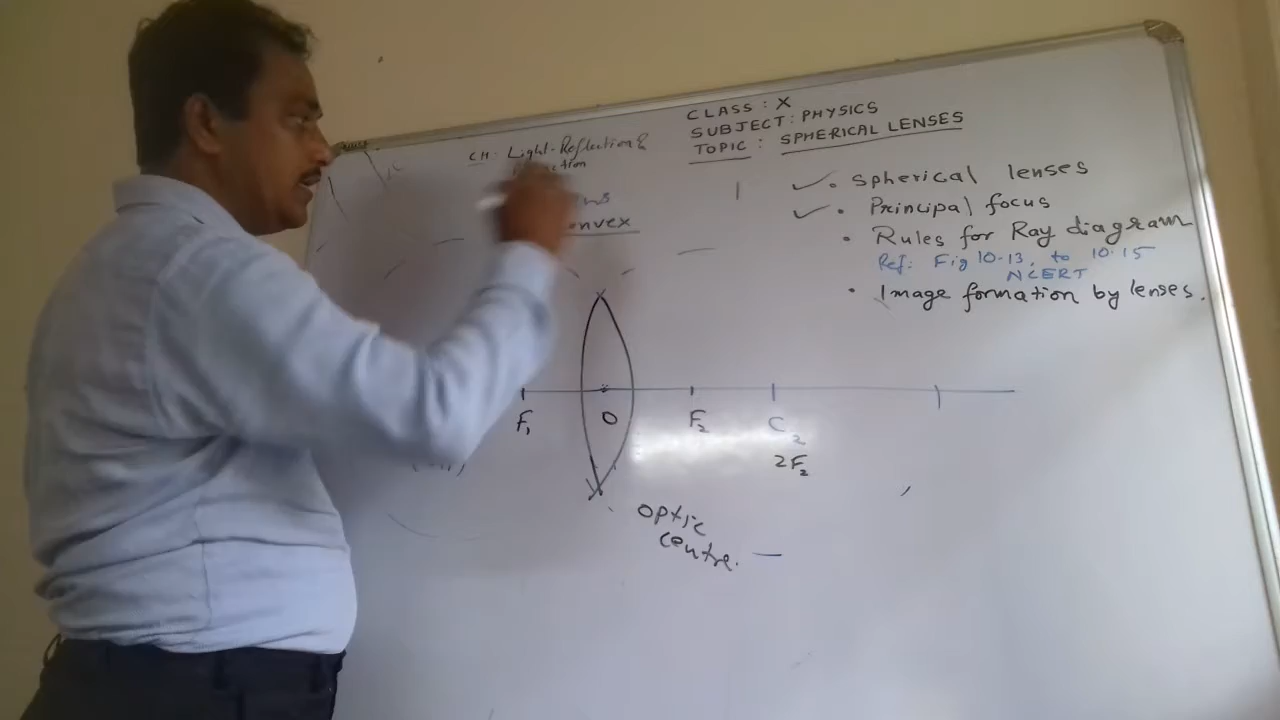 CLASS : X
SUBJECT : PHYSICS
TOPIC : SPHERICAL LENSES
CH: Light-Reflection &
convex
✓ • Spherical lenses
✓ • Principal focus
• Rules for Ray diagram
Ref: Fig 10.13, to 10.15
NCERT
• Image formation by lenses.
F₁ O F₂ C₂
2F₂
optic
centre.